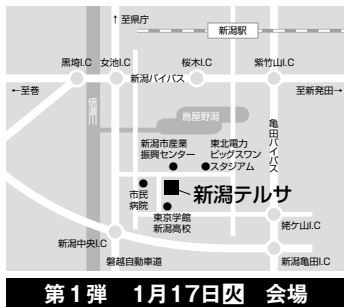 ↑至県庁
新潟駅
黒埼I.C 女池I.C 桜木I.C 紫竹山I.C
新潟バイパス
←至巻
至新発田→
信濃川
鳥屋野潟
亀田バイパス
新潟市産業
振興センター
東北電力
ビッグスワン
スタジアム
市民
病院
新潟テルサ
東京学館
新潟高校
姥ケ山I.C
新潟中央I.C
磐越自動車道
新潟亀田I.C
第1弾 1月17日火 会場